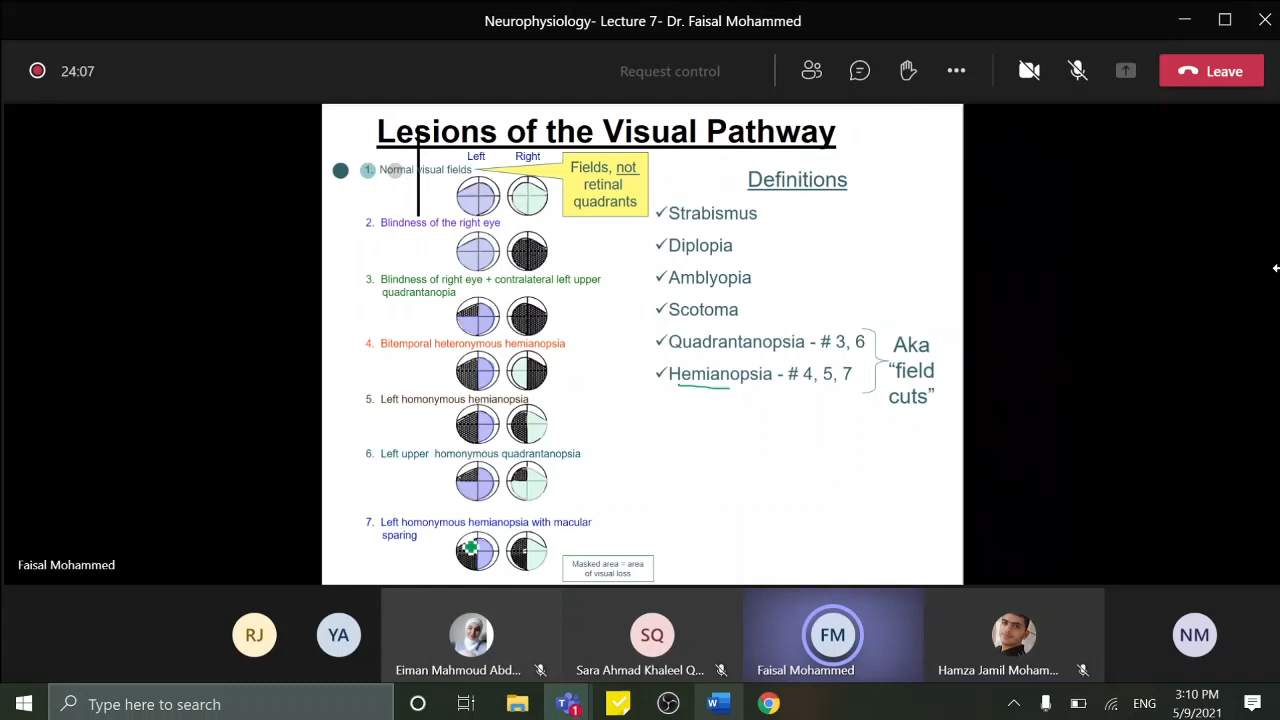 Neurophysiology- Lecture 7- Dr. Faisal Mohammed
24:07
Request control
Leave
Lesions of the Visual Pathway
Left Right
1. Normal visual fields
Fields, not
retinal
quadrants
2. Blindness of the right eye
3. Blindness of right eye + contralateral left upper
quadrantanopia
4. Bitemporal heteronymous hemianopsia
5. Left homonymous hemianopsia
6. Left upper homonymous quadrantanopsia
7. Left homonymous hemianopsia with macular
sparing
Masked area = area
of visual loss
Definitions
✓Strabismus
✓Diplopia
✓Amblyopia
✓Scotoma
✓Quadrantanopsia - # 3, 6
✓Hemianopsia - # 4, 5, 7
Aka
“field
cuts”
Faisal Mohammed
RJ
YA
Eiman Mahmoud Abd...
SQ
Sara Ahmad Khaleel Q...
FM
Faisal Mohammed
Hamza Jamil Moham...
NM
Type here to search
1
ENG
3:10 PM
5/9/2021